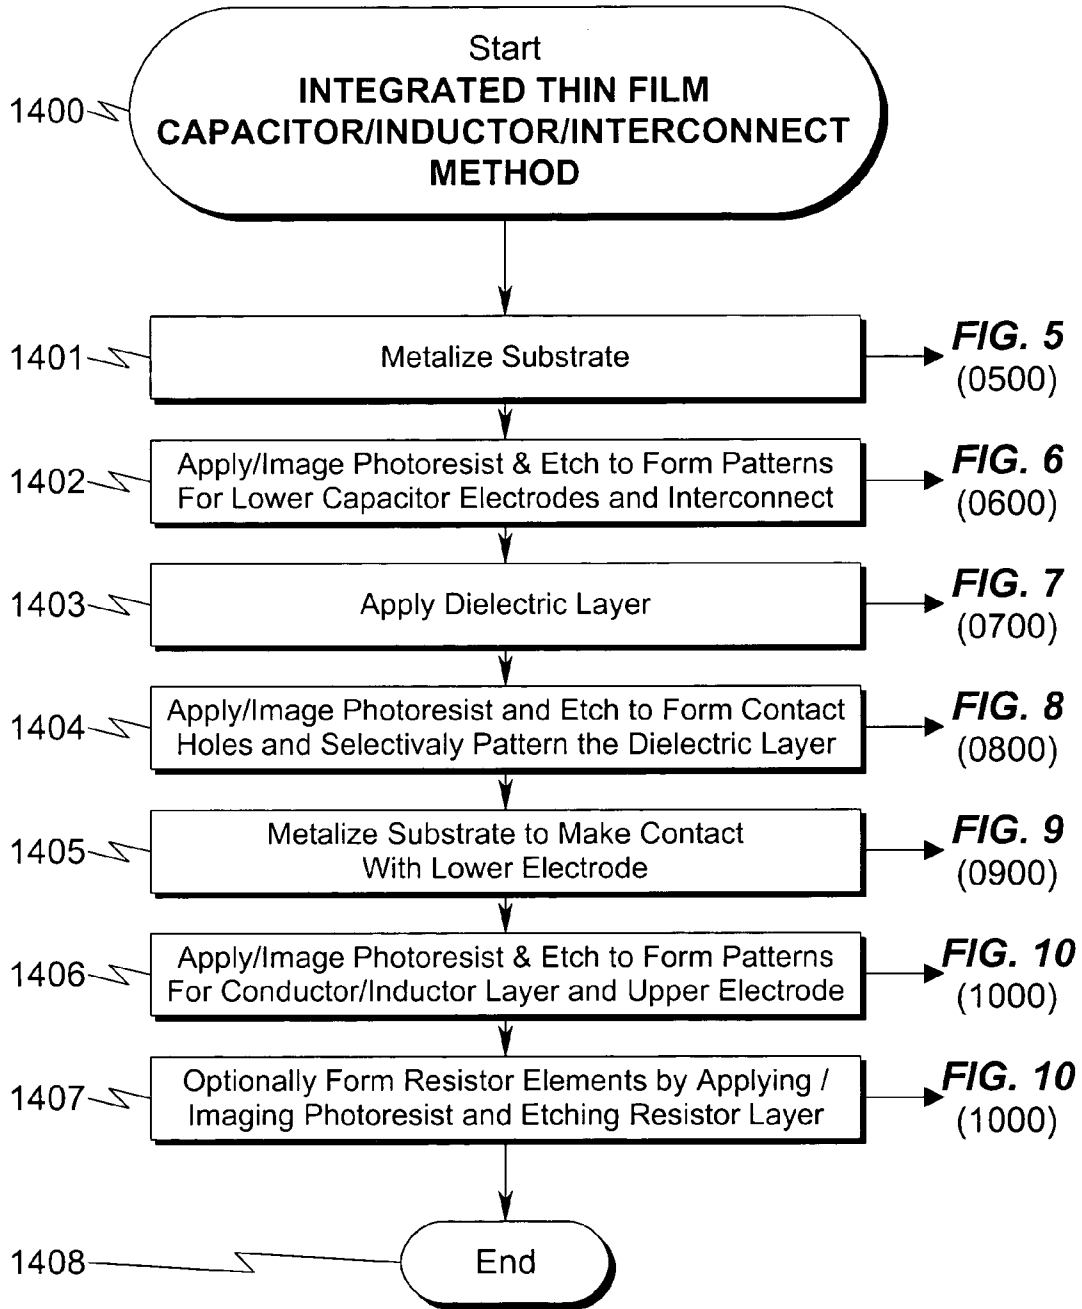 Start
INTEGRATED THIN FILM
CAPACITOR/INDUCTOR/INTERCONNECT
METHOD
1400
1401
Metalize Substrate
FIG. 5
(0500)
1402
Apply/Image Photoresist & Etch to Form Patterns
For Lower Capacitor Electrodes and Interconnect
FIG. 6
(0600)
1403
Apply Dielectric Layer
FIG. 7
(0700)
1404
Apply/Image Photoresist and Etch to Form Contact
Holes and Selectivaly Pattern the Dielectric Layer
FIG. 8
(0800)
1405
Metalize Substrate to Make Contact
With Lower Electrode
FIG. 9
(0900)
1406
Apply/Image Photoresist & Etch to Form Patterns
For Conductor/Inductor Layer and Upper Electrode
FIG. 10
(1000)
1407
Optionally Form Resistor Elements by Applying /
Imaging Photoresist and Etching Resistor Layer
FIG. 10
(1000)
1408
End